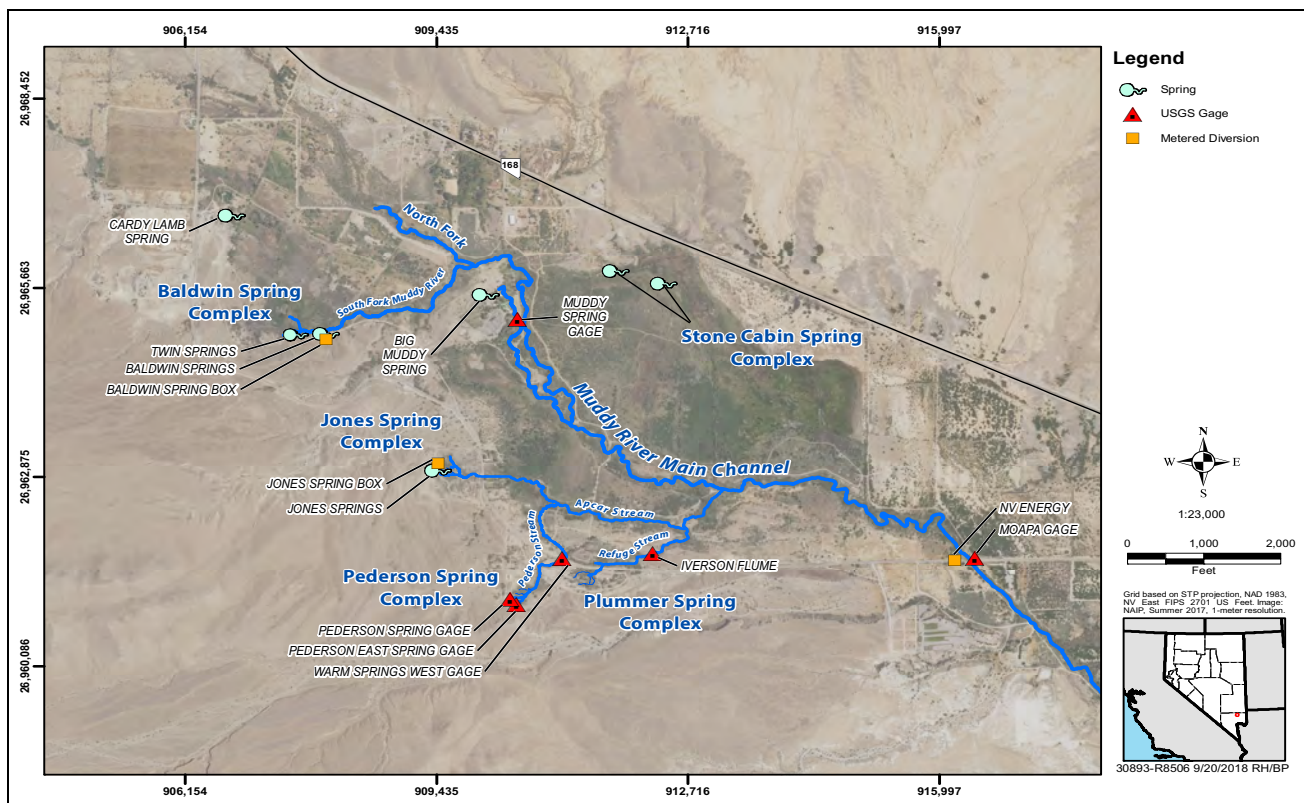 906,154
909,435
912,716
915,997
26,968,452
26,965,663
26,962,875
26,960,086
168
CARDY LAMB
SPRING
North Fork
South Fork Muddy River
Baldwin Spring
Complex
TWIN SPRINGS
BALDWIN SPRINGS
BALDWIN SPRING BOX
BIG
MUDDY
SPRING
MUDDY
SPRING
GAGE
Stone Cabin Spring
Complex
Muddy River Main Channel
Jones Spring
Complex
JONES SPRING BOX
JONES SPRINGS
Apcar Stream
Pederson Stream
Refuge Stream
IVERSON FLUME
NV ENERGY
MOAPA GAGE
Pederson Spring
Complex
Plummer Spring
Complex
PEDERSON SPRING GAGE
PEDERSON EAST SPRING GAGE
WARM SPRINGS WEST GAGE
906,154
909,435
912,716
915,997
Legend
Spring
USGS Gage
Metered Diversion
N
W
E
S
1:23,000
0
1,000
2,000
Feet
Grid based on STP projection, NAD 1983,
NV East FIPS 2701 US Feet. Image:
NAIP, Summer 2017, 1-meter resolution.
30893-R8506 9/20/2018 RH/BP